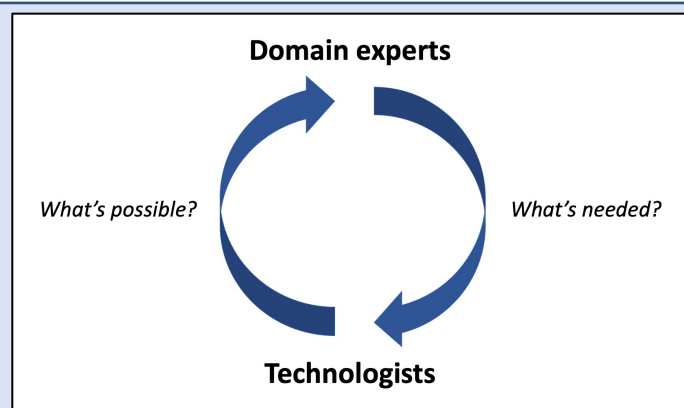 Domain experts
What’s possible?
What’s needed?
Technologists